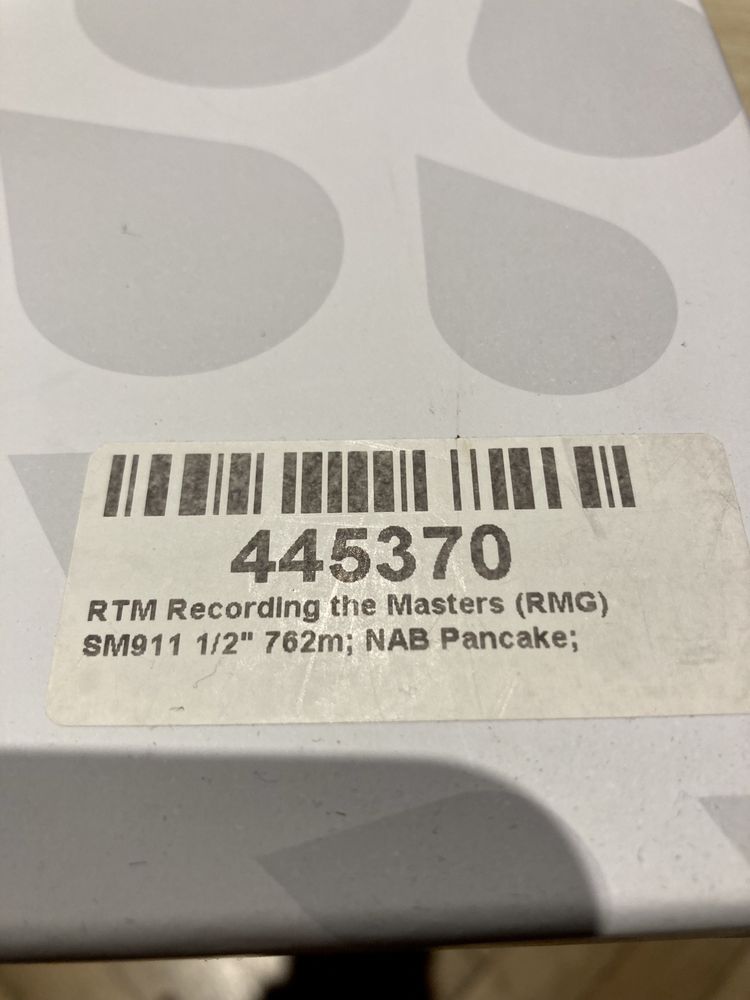 445370
RTM Recording the Masters (RMG)
SM911 1/2" 762m; NAB Pancake;